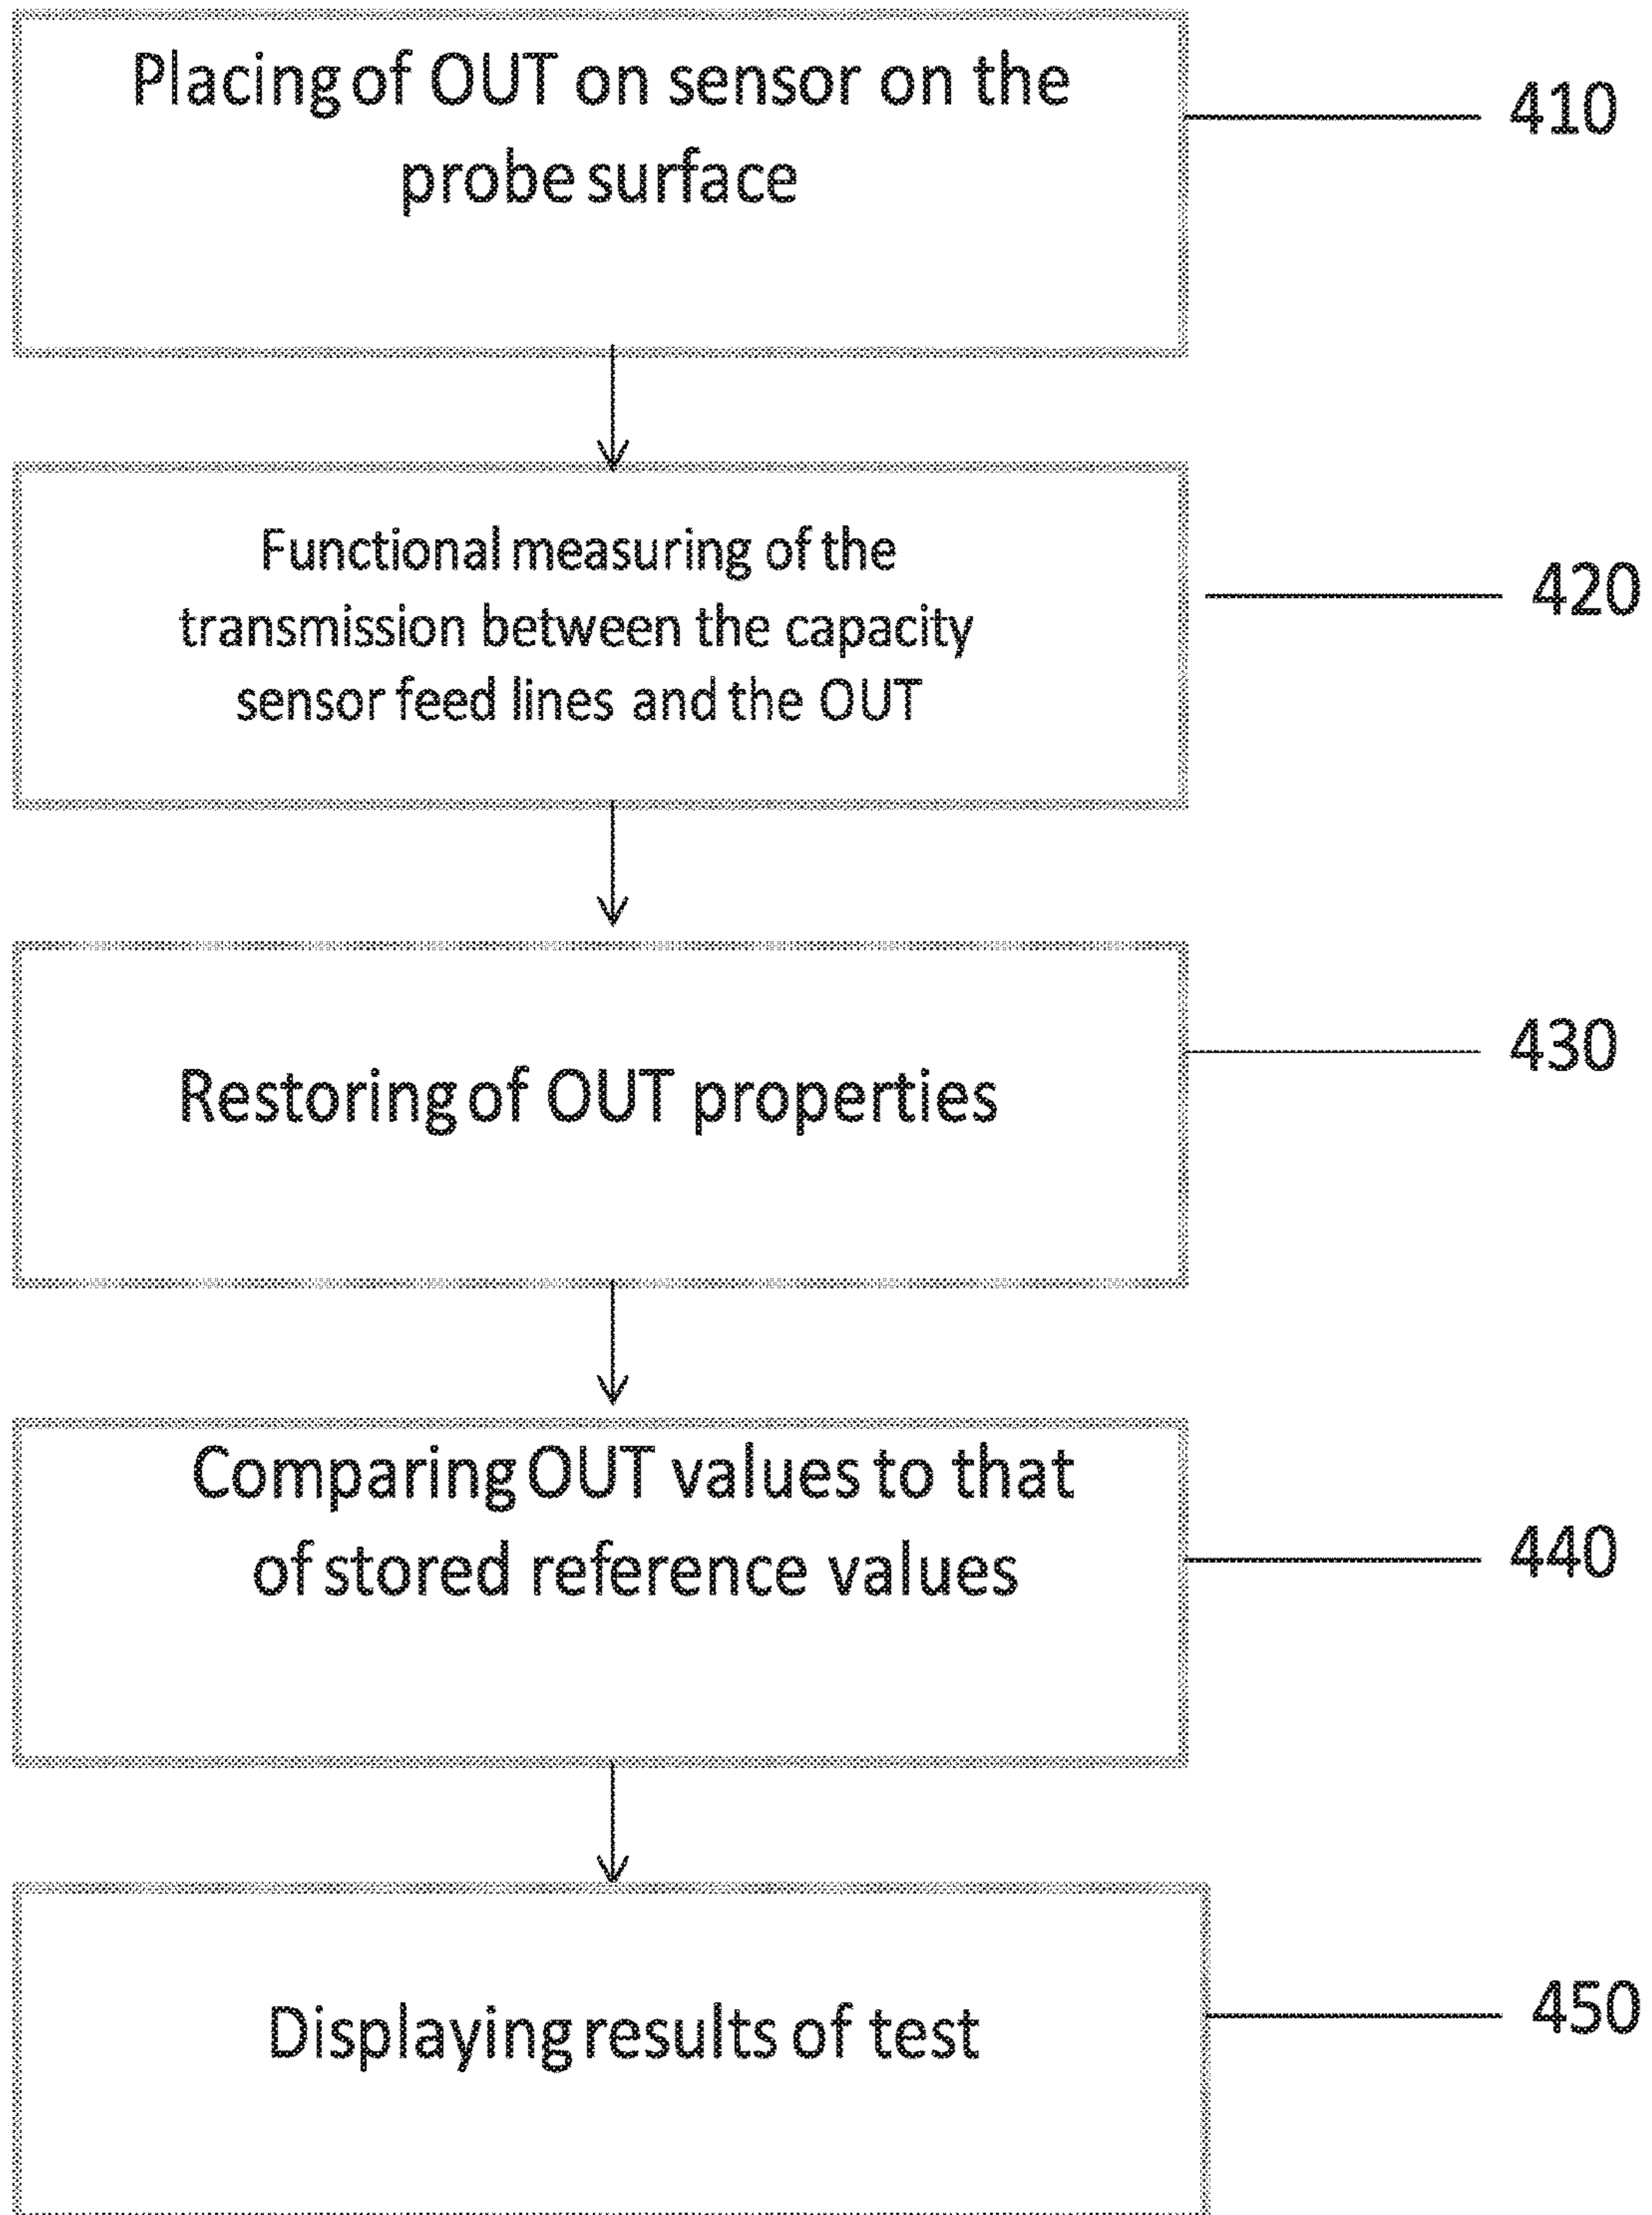 Placing of OUT on sensor on the
probe surface
410
Functional measuring of the
transmission between the capacity
sensor feed lines and the OUT
420
Restoring of OUT properties
430
Comparing OUT values to that
of stored reference values
440
Displaying results of test
450